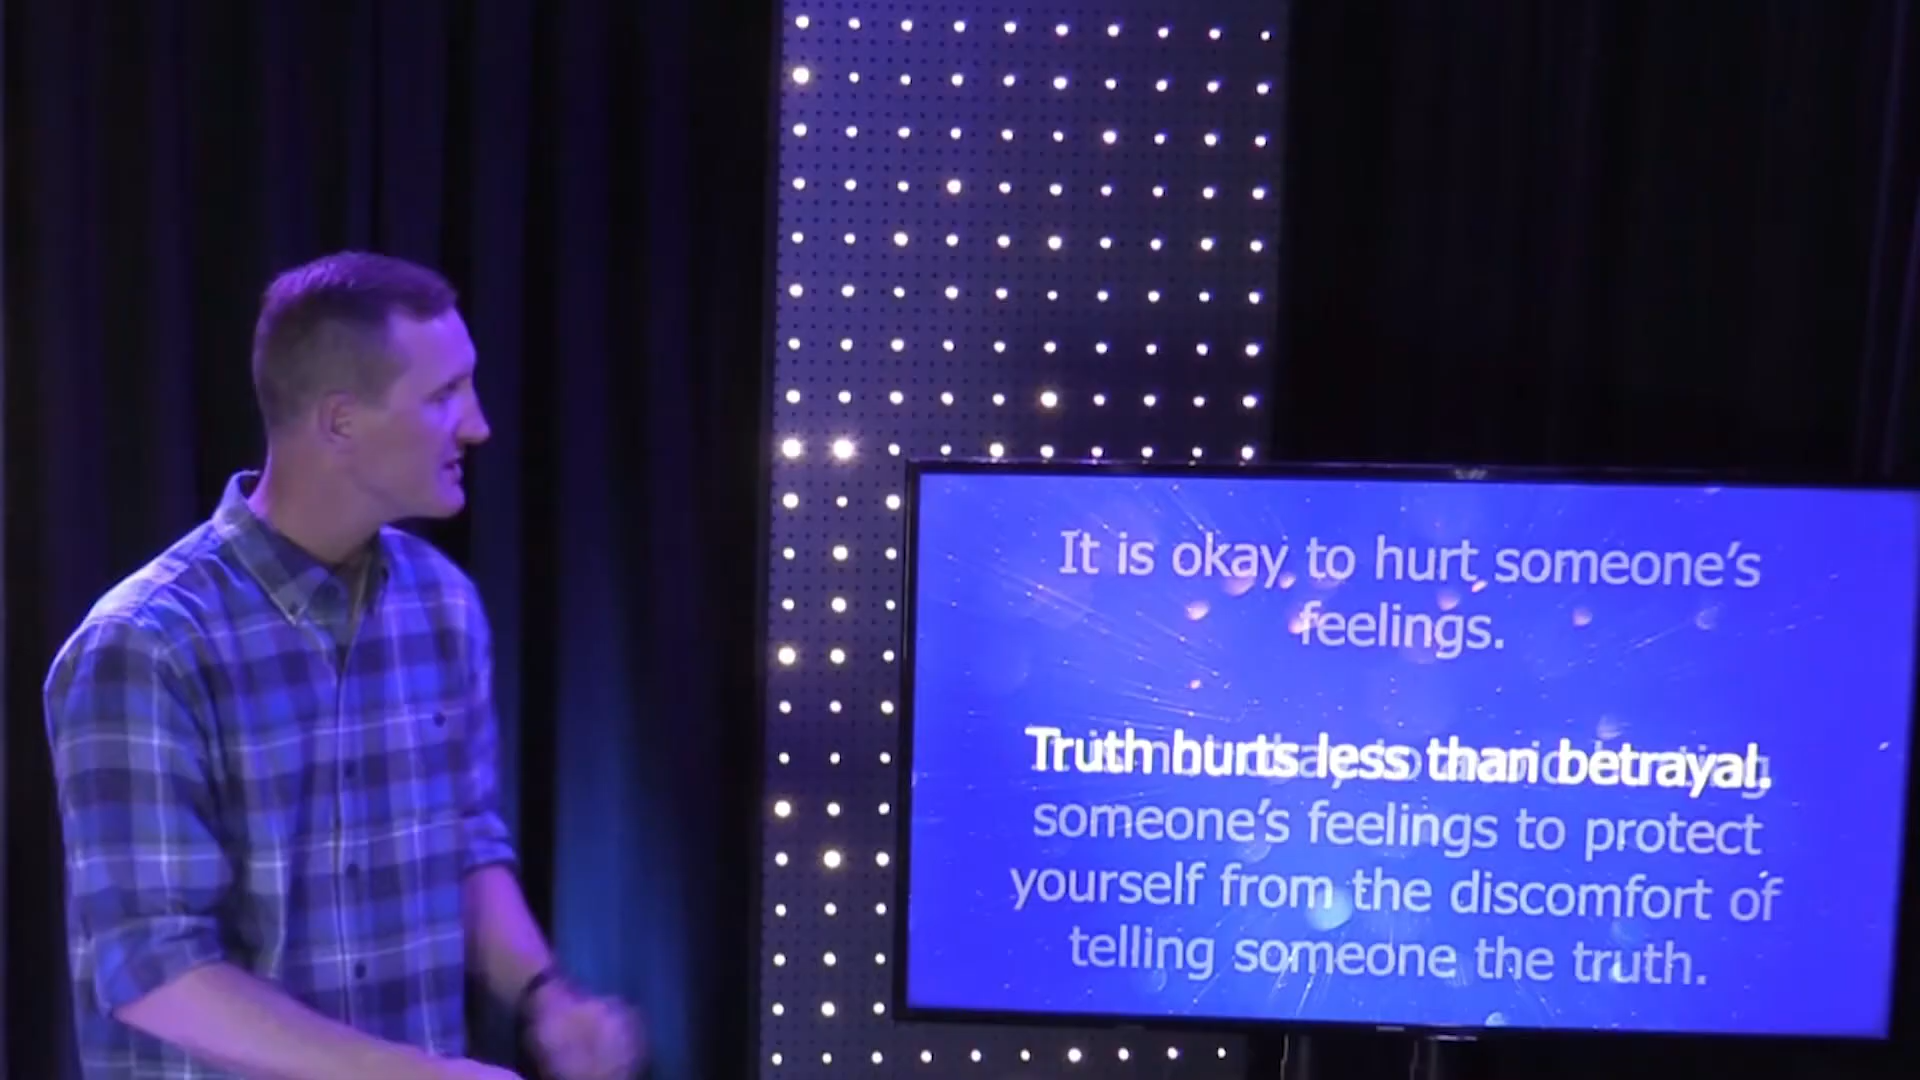 It is okay to hurt someone's
feelings.
Truth hurts less than betrayal.
someone's feelings to protect
yourself from the discomfort of
telling someone the truth.